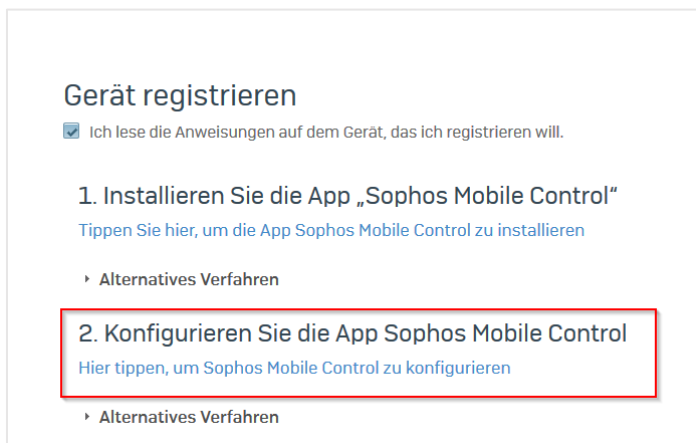 Gerät registrieren
Ich lese die Anweisungen auf dem Gerät, das ich registrieren will.
1. Installieren Sie die App „Sophos Mobile Control“
Tippen Sie hier, um die App Sophos Mobile Control zu installieren
Alternatives Verfahren
2. Konfigurieren Sie die App Sophos Mobile Control
Hier tippen, um Sophos Mobile Control zu konfigurieren
Alternatives Verfahren